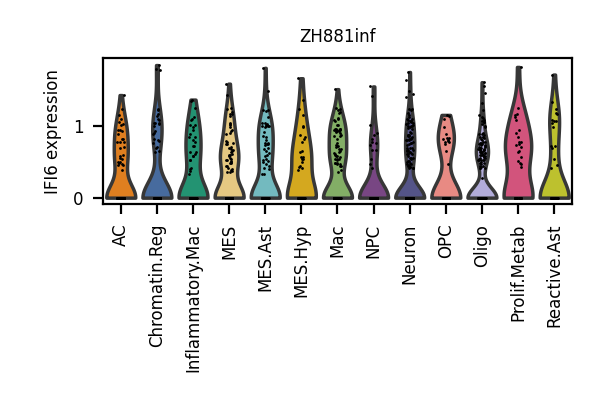 ZH881inf
IFI6 expression
1
0
AC
Chromatin.Reg
Inflammatory.Mac
MES
MES.Ast
MES.Hyp
Mac
NPC
Neuron
OPC
Oligo
Prolif.Metab
Reactive.Ast